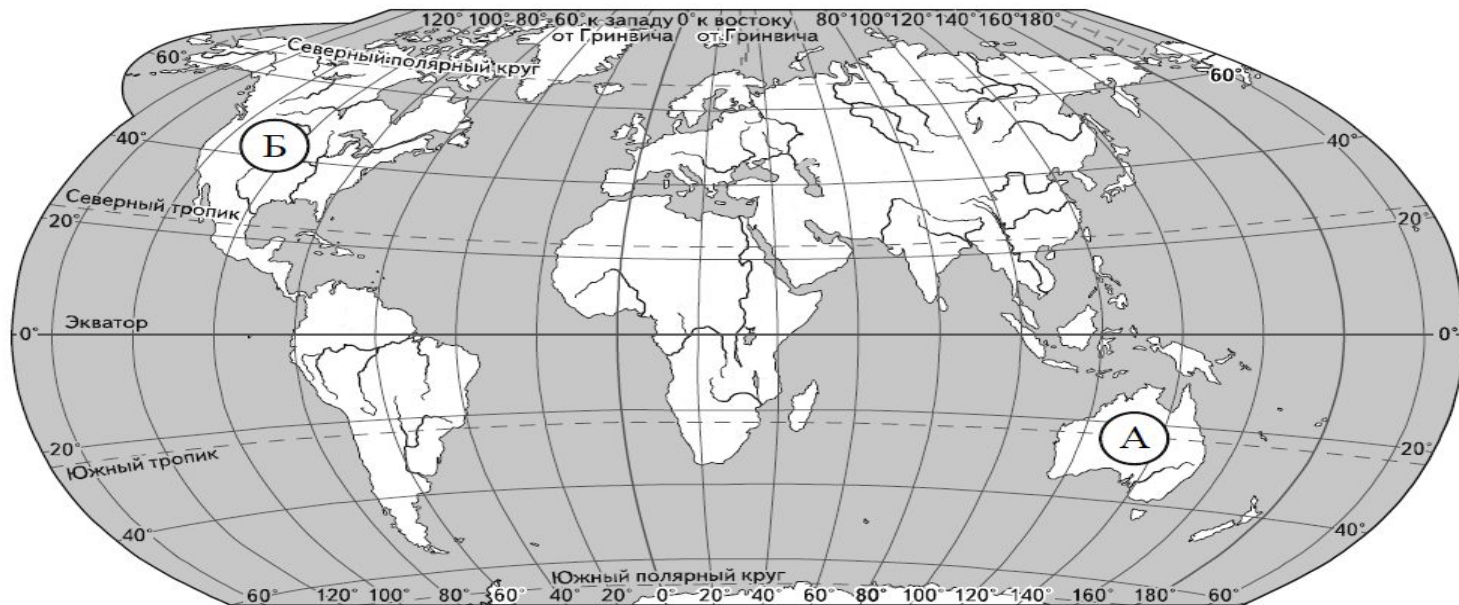 120° 100° 80° 60° к западу 0° к востоку 80° 100° 120° 140° 160° 180°
от Гринвича от Гринвича
Северный полярный круг
60° 60°
40° 40°
Б
Северный тропик
20° 20°
Экватор
0° 0°
А
20° 20°
Южный тропик
40° 40°
Южный полярный круг
60° 120° 100° 80° 60° 0° 20° 40° 60° 80° 100° 120° 140° 160° 180° 60°